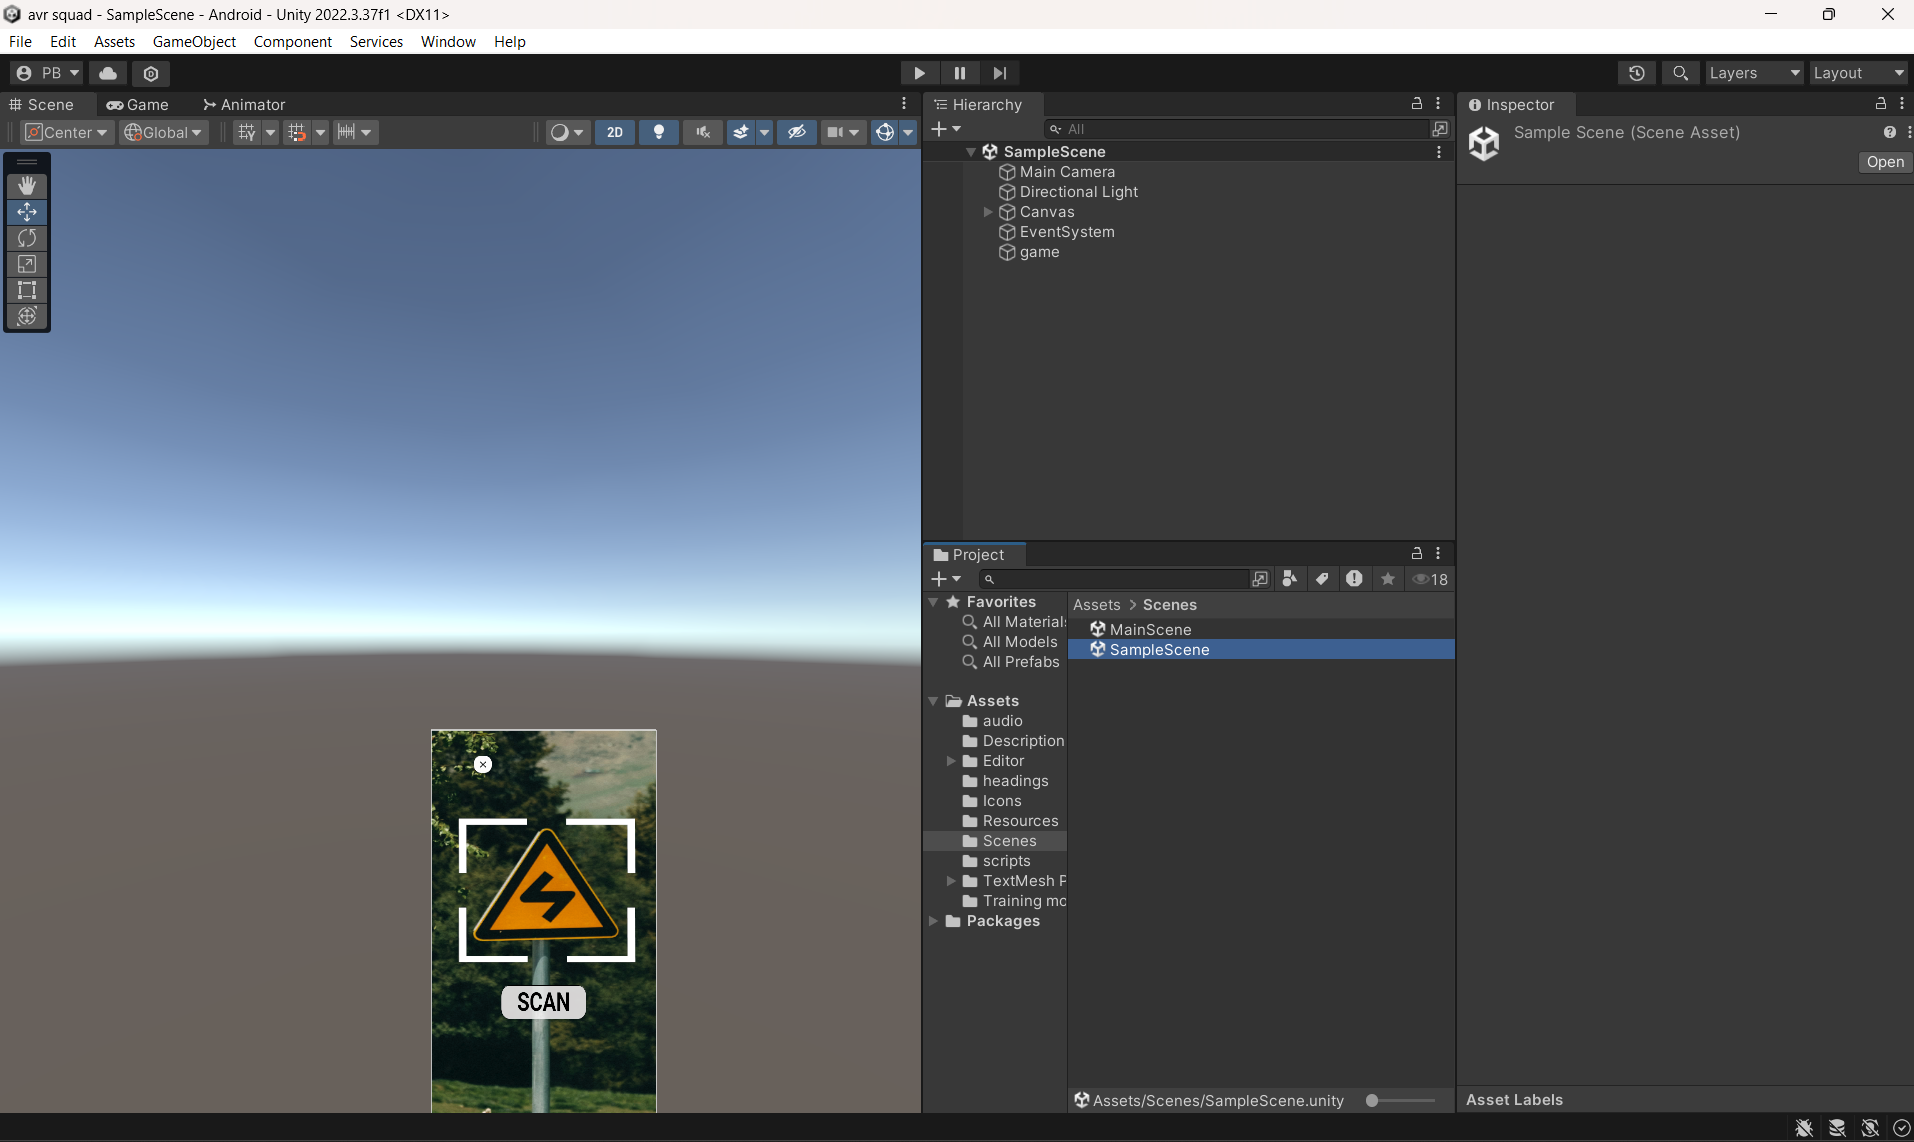 avr squad - SampleScene - Android - Unity 2022.3.37f1 <DX11>
File Edit Assets GameObject Component Services Window Help
PB
Layers
Layout
Scene
Game
Animator
Center
Global
2D
SCAN
Hierarchy
All
SampleScene
Main Camera
Directional Light
Canvas
EventSystem
game
Project
18
Favorites
All Materials
All Models
All Prefabs
Assets
audio
Description
Editor
headings
Icons
Resources
Scenes
scripts
TextMesh P
Training mo
Packages
Assets > Scenes
MainScene
SampleScene
Assets/Scenes/SampleScene.unity
Inspector
Sample Scene (Scene Asset)
Open
Asset Labels